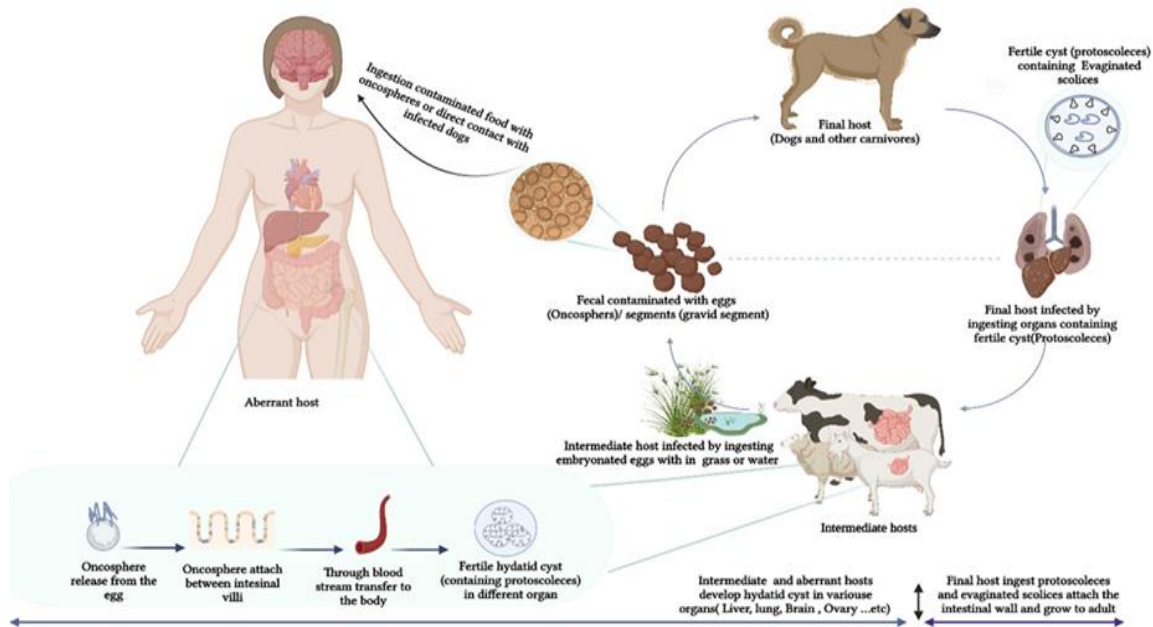 Ingestion contaminated food with
oncospheres or direct contact with
infected dogs
Final host
(Dogs and other carnivores)
Fertile cyst (protoscoleces)
containing Evaginated
scolices
Fecal contaminated with eggs
(Oncosphers)/ segments (gravid segment)
Final host infected by
ingesting organs containing
fertile cyst(Protoscoleces)
Aberrant host
Intermediate host infected by ingesting
embryonated eggs with in grass or water
Intermediate hosts
Oncosphere
release from the
egg
Oncosphere attach
between intesinal
villi
Through blood
stream transfer to
the body
Fertile hydatid cyst
(containing protoscoleces)
in different organ
Intermediate and aberrant hosts
develop hydatid cyst in variouse
organs( Liver, lung, Brain , Ovary ...etc)
Final host ingest protoscoleces
and evaginated scolices attach the
intestinal wall and grow to adult